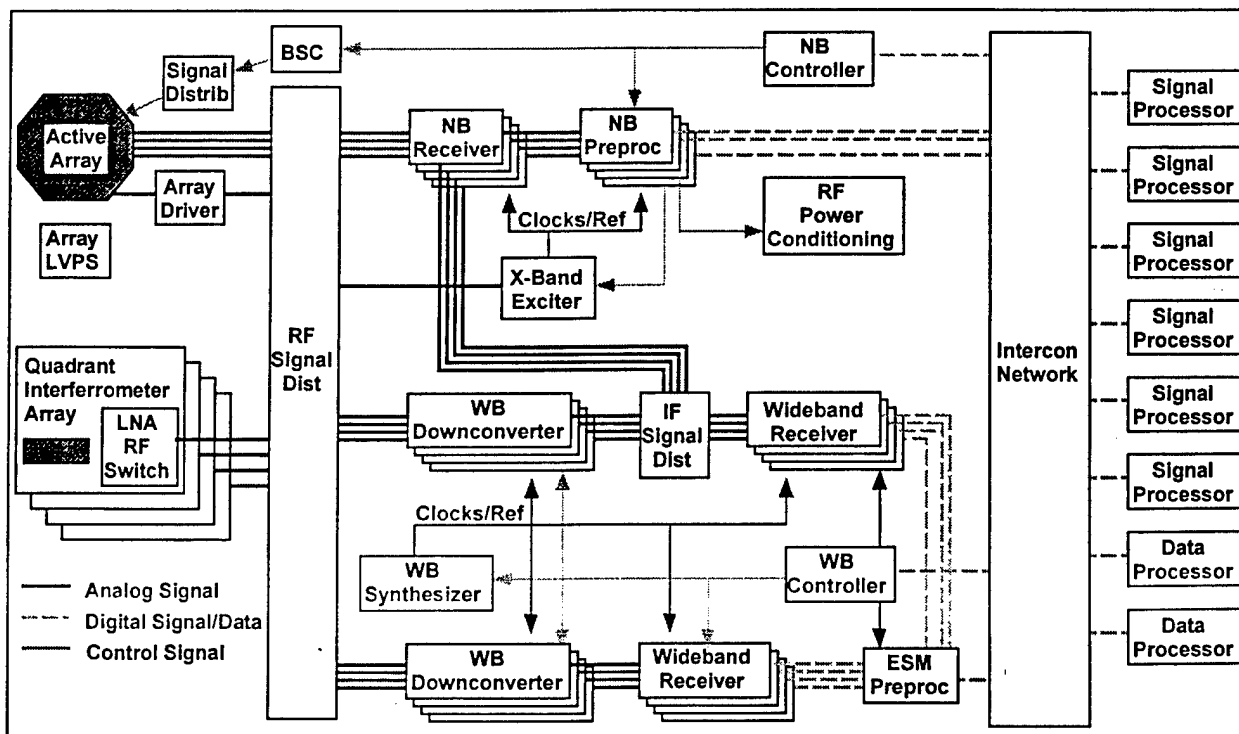 BSC
NB
Controller
Signal
Distrib
Active
Array
NB
Receiver
NB
Preproc
Array
Driver
Array
LVPS
Clocks/Ref
RF
Power
Conditioning
X-Band
Exciter
RF
Signal
Dist
Intercon
Network
Quadrant
Interferrometer
Array
LNA
RF
Switch
WB
Downconverter
IF
Signal
Dist
Wideband
Receiver
Clocks/Ref
WB
Synthesizer
WB
Controller
WB
Downconverter
Wideband
Receiver
ESM
Preproc
Analog Signal
Digital Signal/Data
Control Signal
Signal
Processor
Signal
Processor
Signal
Processor
Signal
Processor
Signal
Processor
Signal
Processor
Data
Processor
Data
Processor